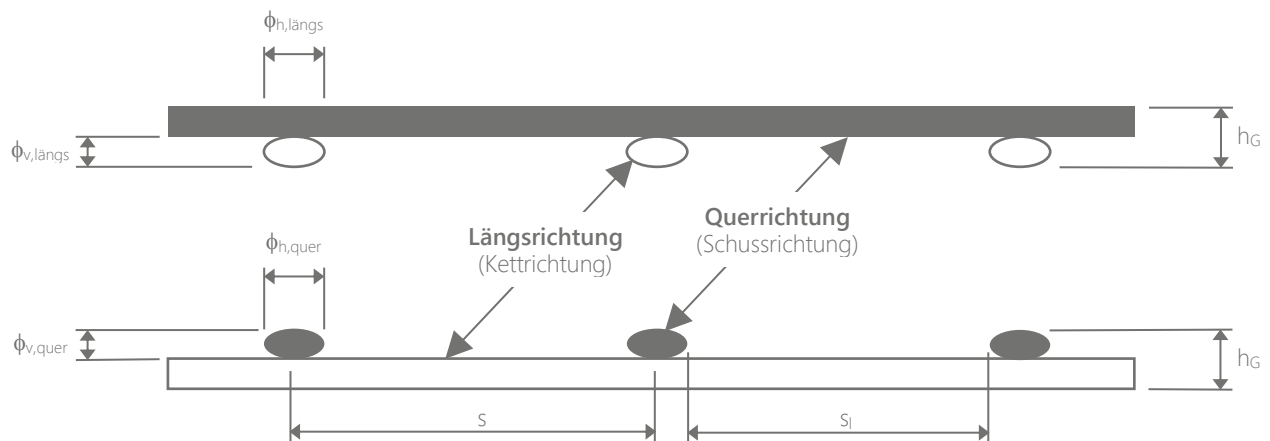 ϕh,längs
ϕv,längs
hG
Längsrichtung
(Kettrichtung)
Querrichtung
(Schussrichtung)
ϕh,quer
ϕv,quer
hG
s
sl